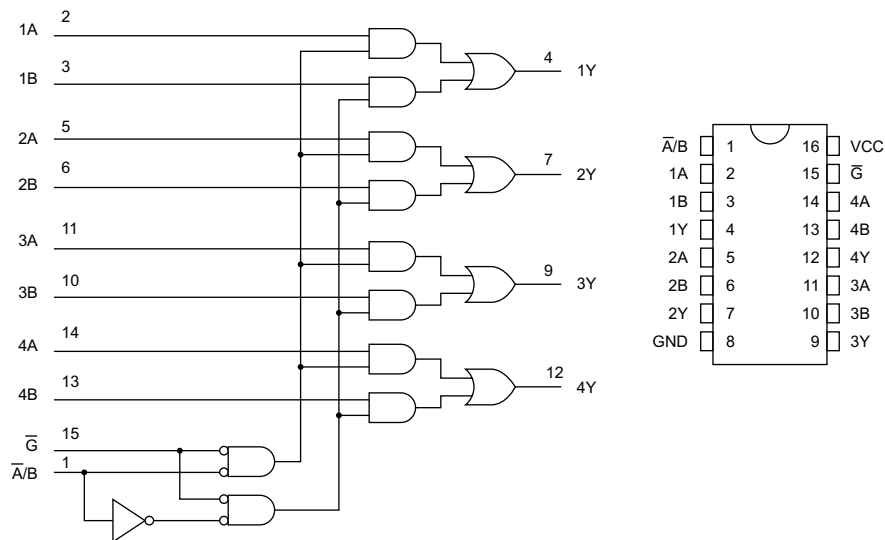 1A 2
1B 3
4 1Y
2A 5
2B 6
7 2Y
3A 11
3B 10
9 3Y
4A 14
4B 13
12 4Y
G̅ 15
A̅/B 1
A̅/B 1 16 VCC
1A 2 15 G̅
1B 3 14 4A
1Y 4 13 4B
2A 5 12 4Y
2B 6 11 3A
2Y 7 10 3B
GND 8 9 3Y